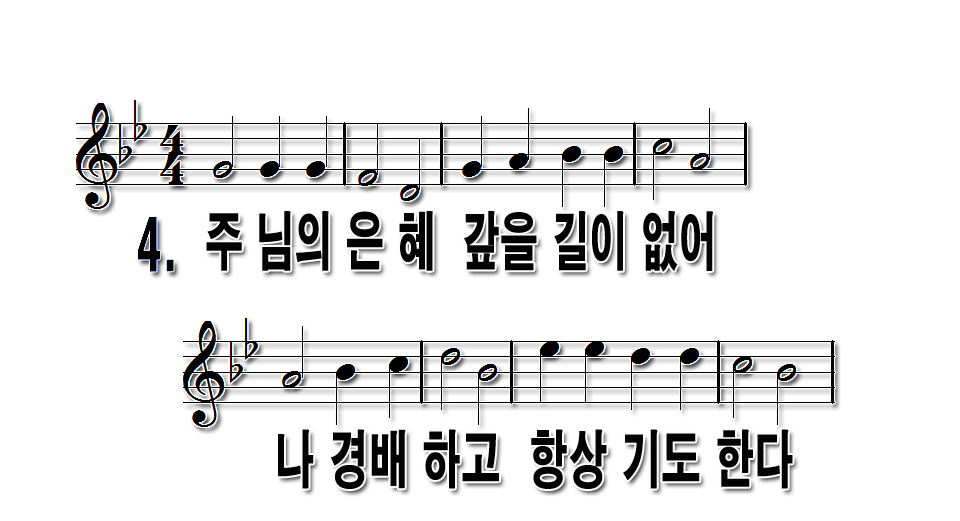 4. 주 님의 은 혜 갚을 길이 없어
나 경배 하고 항상 기도 한다